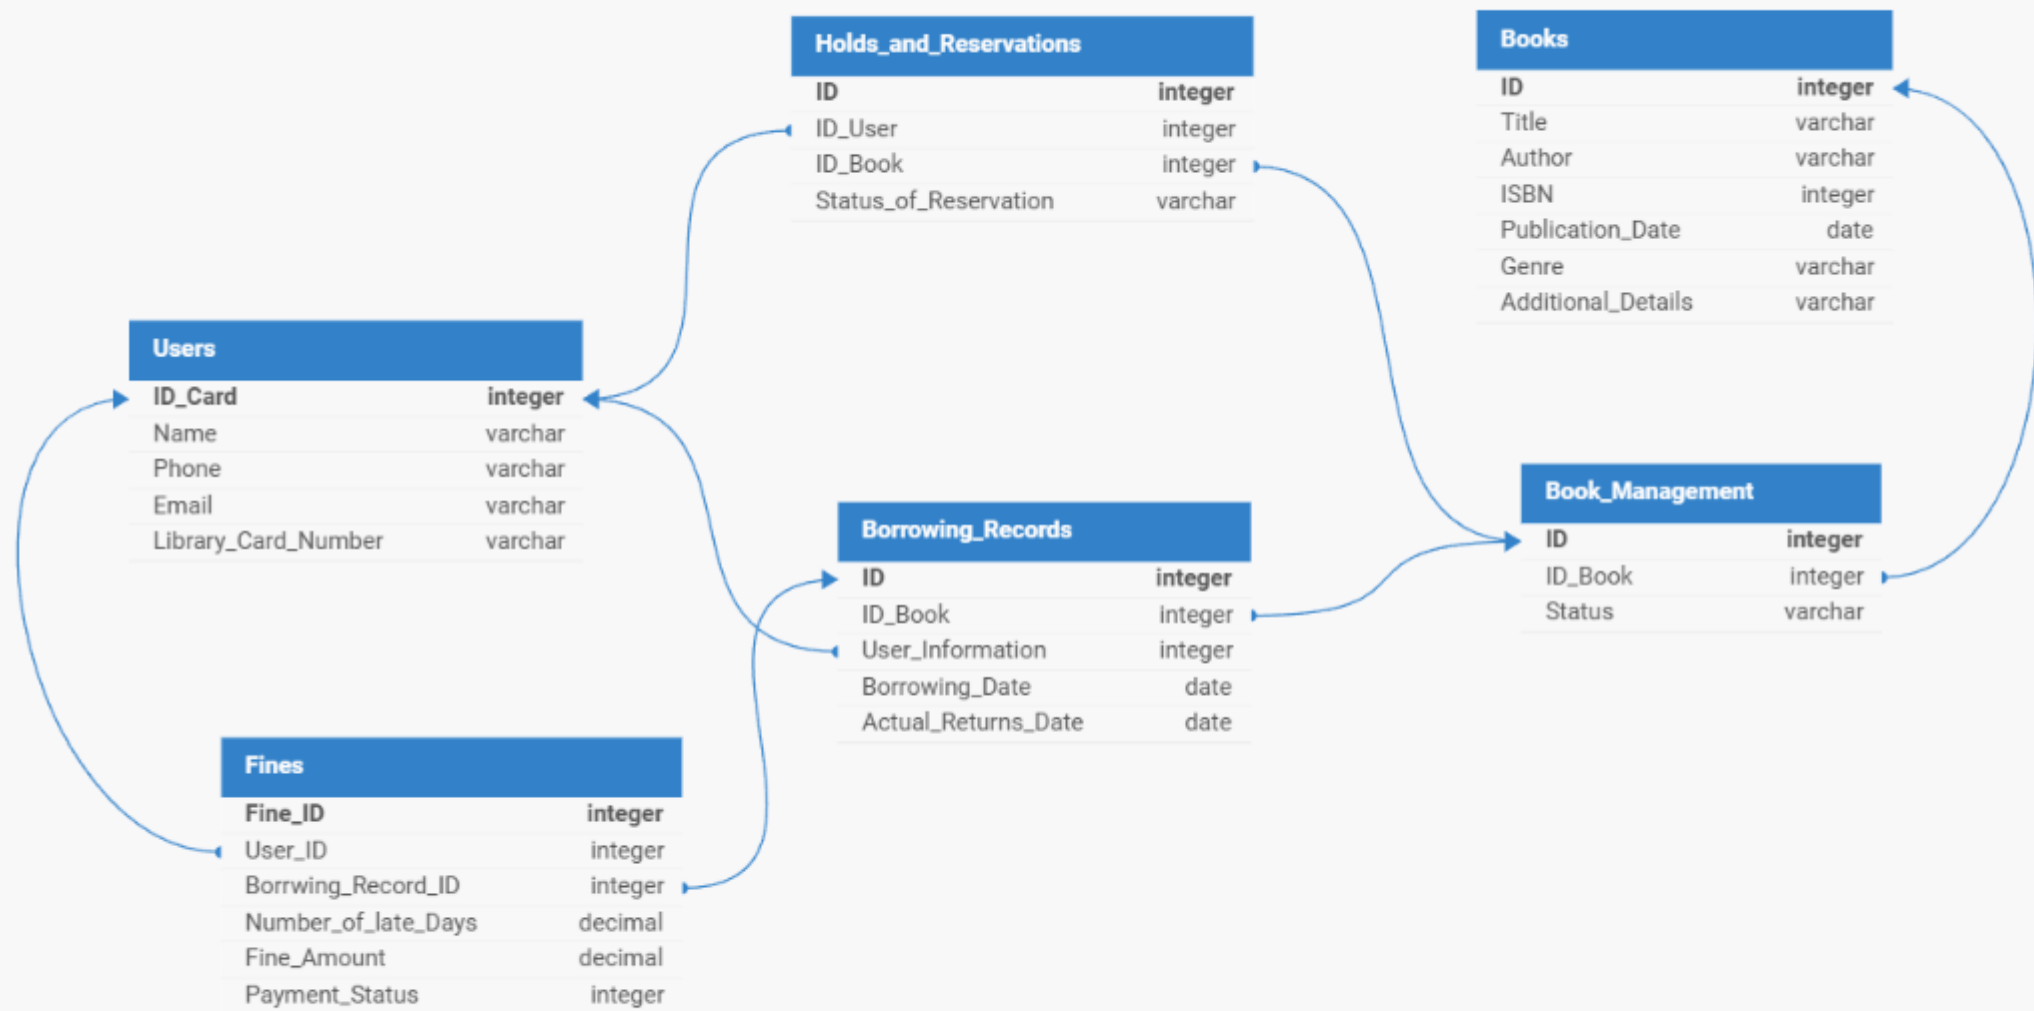 Holds_and_Reservations
ID integer
ID_User integer
ID_Book integer
Status_of_Reservation varchar
Books
ID integer
Title varchar
Author varchar
ISBN integer
Publication_Date date
Genre varchar
Additional_Details varchar
Users
ID_Card integer
Name varchar
Phone varchar
Email varchar
Library_Card_Number varchar
Borrowing_Records
ID integer
ID_Book integer
User_Information integer
Borrowing_Date date
Actual_Returns_Date date
Book_Management
ID integer
ID_Book integer
Status varchar
Fines
Fine_ID integer
User_ID integer
Borrwing_Record_ID integer
Number_of_late_Days decimal
Fine_Amount decimal
Payment_Status integer